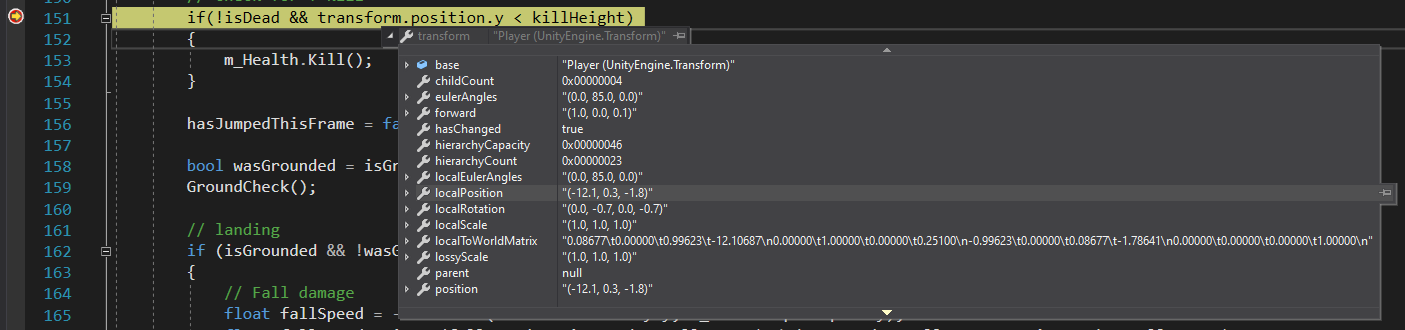 151 if(!isDead && transform.position.y < killHeight)
transform "Player (UnityEngine.Transform)"
152 {
153 m_Health.Kill();
154 }
155
156 hasJumpedThisFrame = fa
157
158 bool wasGrounded = isGr
159 GroundCheck();
160
161 // landing
162 if (isGrounded && !wasG
163 {
164 // Fall damage
165 float fallSpeed = -
base "Player (UnityEngine.Transform)"
childCount 0x00000004
eulerAngles "(0.0, 85.0, 0.0)"
forward "(1.0, 0.0, 0.1)"
hasChanged true
hierarchyCapacity 0x00000046
hierarchyCount 0x00000023
localEulerAngles "(0.0, 85.0, 0.0)"
localPosition "(-12.1, 0.3, -1.8)"
localRotation "(0.0, -0.7, 0.0, -0.7)"
localScale "(1.0, 1.0, 1.0)"
localToWorldMatrix "0.08677\t0.00000\t0.99623\t-12.10687\n0.00000\t1.00000\t0.00000\t0.25100\n-0.99623\t0.00000\t0.08677\t-1.78641\n0.00000\t0.00000\t0.00000\t1.00000\n"
lossyScale "(1.0, 1.0, 1.0)"
parent null
position "(-12.1, 0.3, -1.8)"